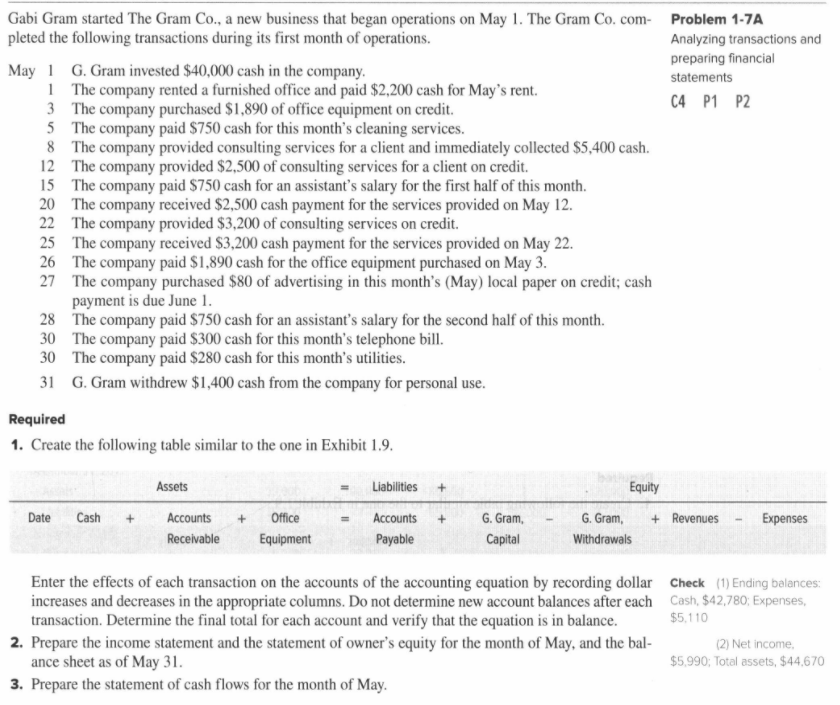 Gabi Gram started The Gram Co., a new business that began operations on May 1. The Gram Co. com-
pleted the following transactions during its first month of operations.
Problem 1-7A
Analyzing transactions and
preparing financial
statements
C4 P1 P2
May 1 G. Gram invested $40,000 cash in the company.
1 The company rented a furnished office and paid $2,200 cash for May's rent.
3 The company purchased $1,890 of office equipment on credit.
5 The company paid $750 cash for this month's cleaning services.
8 The company provided consulting services for a client and immediately collected $5,400 cash.
12 The company provided $2,500 of consulting services for a client on credit.
15 The company paid $750 cash for an assistant's salary for the first half of this month.
20 The company received $2,500 cash payment for the services provided on May 12.
22 The company provided $3,200 of consulting services on credit.
25 The company received $3,200 cash payment for the services provided on May 22.
26 The company paid $1,890 cash for the office equipment purchased on May 3.
27 The company purchased $80 of advertising in this month's (May) local paper on credit; cash
payment is due June 1.
28 The company paid $750 cash for an assistant's salary for the second half of this month.
30 The company paid $300 cash for this month's telephone bill.
30 The company paid $280 cash for this month's utilities.
31 G. Gram withdrew $1,400 cash from the company for personal use.
Required
1. Create the following table similar to the one in Exhibit 1.9.
Assets = Liabilities + Equity
Date Cash + Accounts + Office = Accounts + G. Gram, − G. Gram, + Revenues − Expenses
Receivable Equipment Payable Capital Withdrawals
Enter the effects of each transaction on the accounts of the accounting equation by recording dollar
increases and decreases in the appropriate columns. Do not determine new account balances after each
transaction. Determine the final total for each account and verify that the equation is in balance.
Check (1) Ending balances:
Cash, $42,780; Expenses,
$5,110
2. Prepare the income statement and the statement of owner's equity for the month of May, and the bal-
ance sheet as of May 31.
(2) Net income,
$5,990; Total assets, $44,670
3. Prepare the statement of cash flows for the month of May.